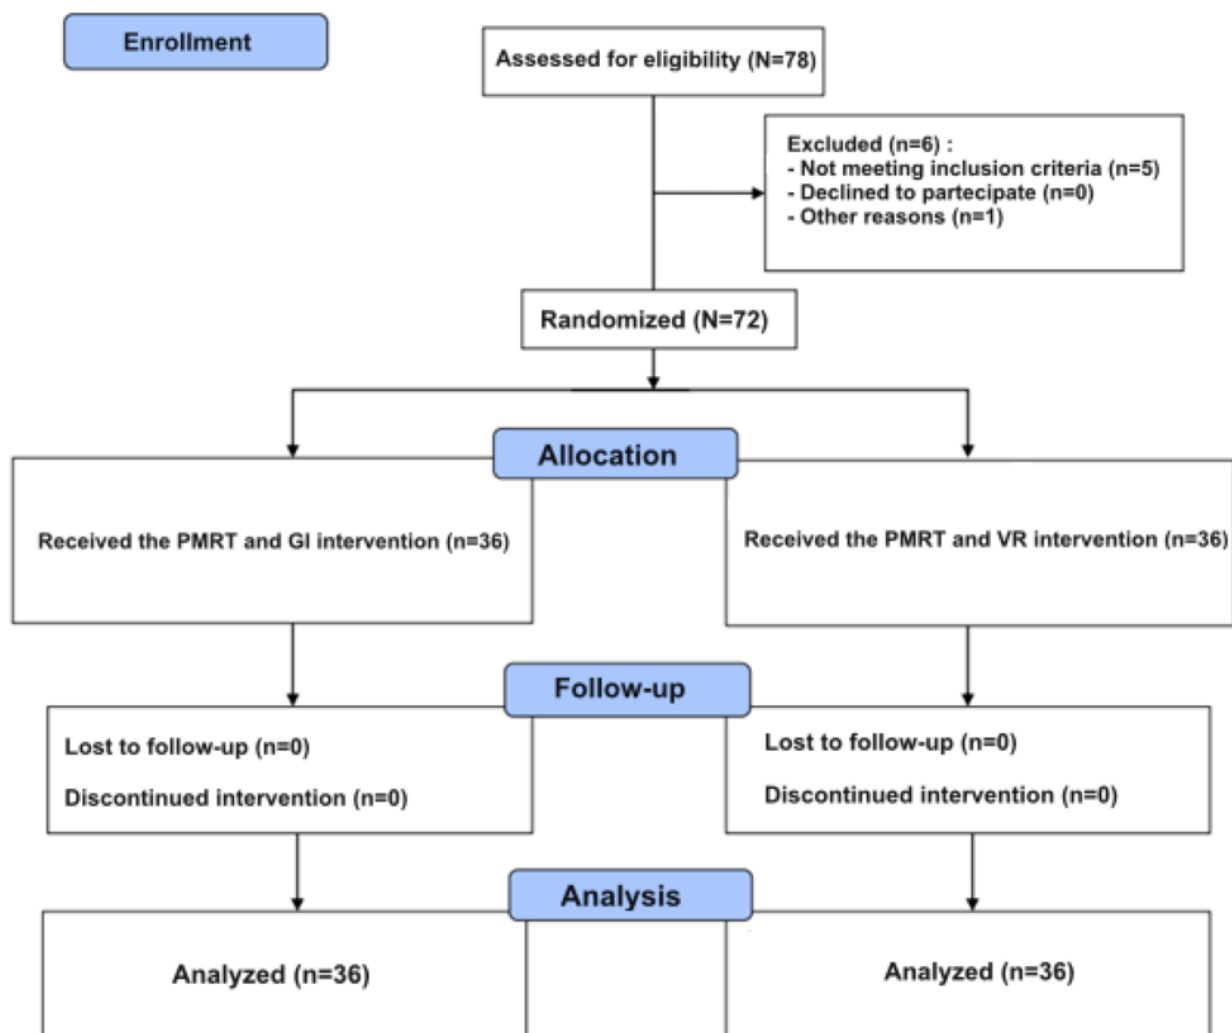 Enrollment
Assessed for eligibility (N=78)
Excluded (n=6) :
- Not meeting inclusion criteria (n=5)
- Declined to partecipate (n=0)
- Other reasons (n=1)
Randomized (N=72)
Allocation
Received the PMRT and GI intervention (n=36)
Received the PMRT and VR intervention (n=36)
Follow-up
Lost to follow-up (n=0)
Discontinued intervention (n=0)
Lost to follow-up (n=0)
Discontinued intervention (n=0)
Analysis
Analyzed (n=36)
Analyzed (n=36)